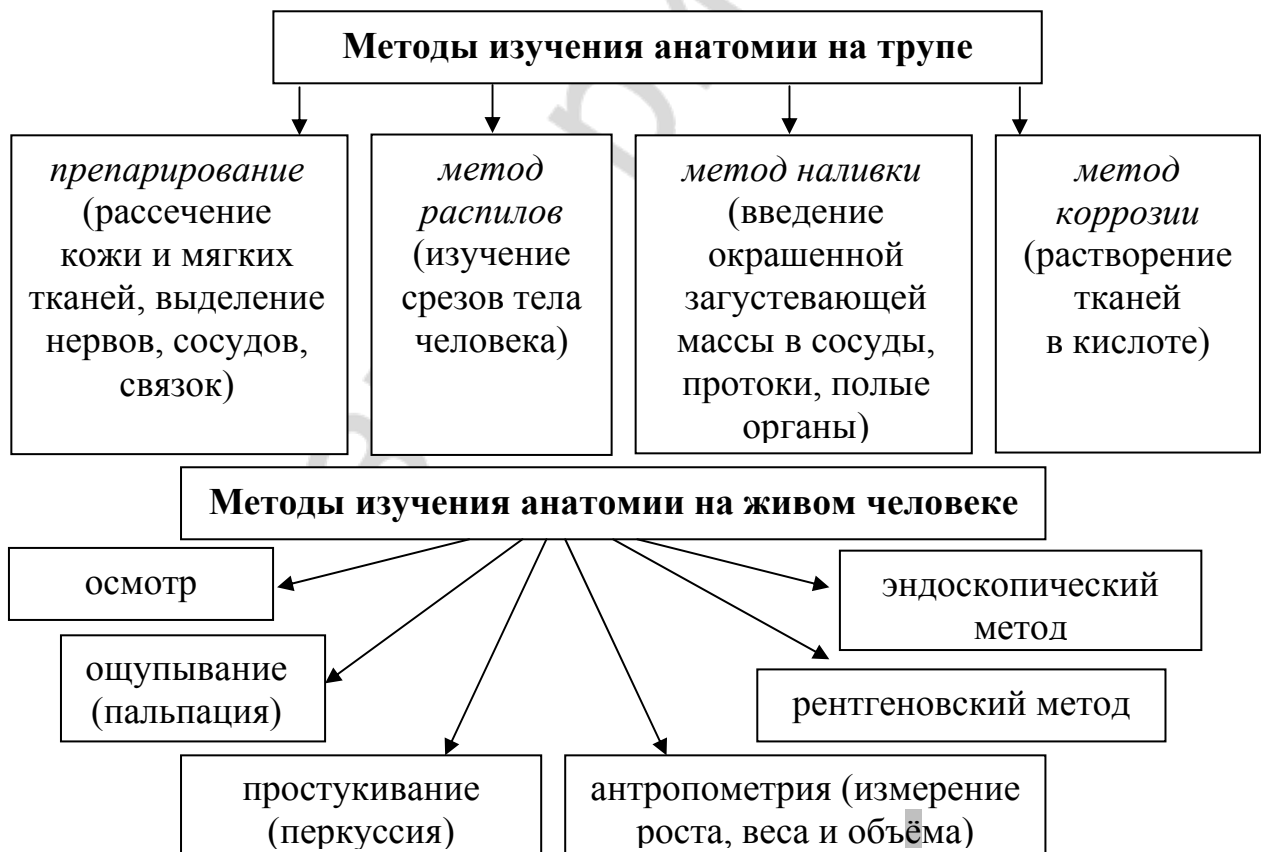 Методы изучения анатомии на трупе
препарирование
(рассечение
кожи и мягких
тканей, выделение
нервов, сосудов,
связок)
метод
распилов
(изучение
срезов тела
человека)
метод наливки
(введение
окрашенной
загустевающей
массы в сосуды,
протоки, полые
органы)
метод
коррозии
(растворение
тканей
в кислоте)
Методы изучения анатомии на живом человеке
осмотр
ощупывание
(пальпация)
простукивание
(перкуссия)
антропометрия (измерение
роста, веса и объёма)
рентгеновский метод
эндоскопический
метод